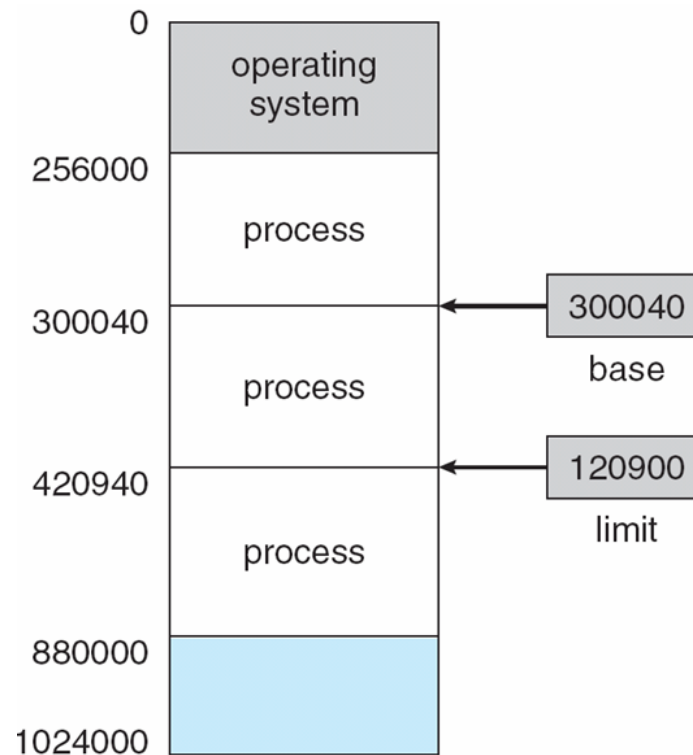 0
operating
system
256000
process
300040
300040
base
process
420940
120900
limit
process
880000
1024000